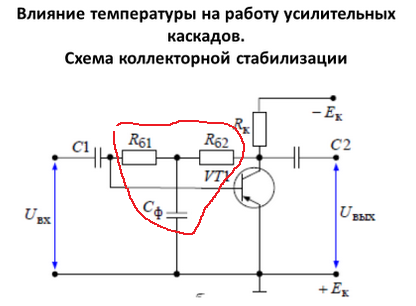 Влияние температуры на работу усилительных
каскадов.
Схема коллекторной стабилизации
− Eк
Rк
C1
Rб1
Rб2
C2
VT1
Uвх
Cф
Uвых
+ Eк